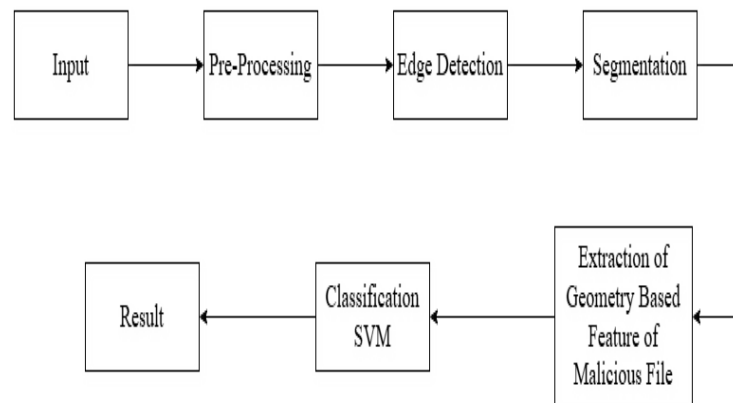 Input
Pre-Processing
Edge Detection
Segmentation
Extraction of
Geometry Based
Feature of
Malicious File
Classification
SVM
Result